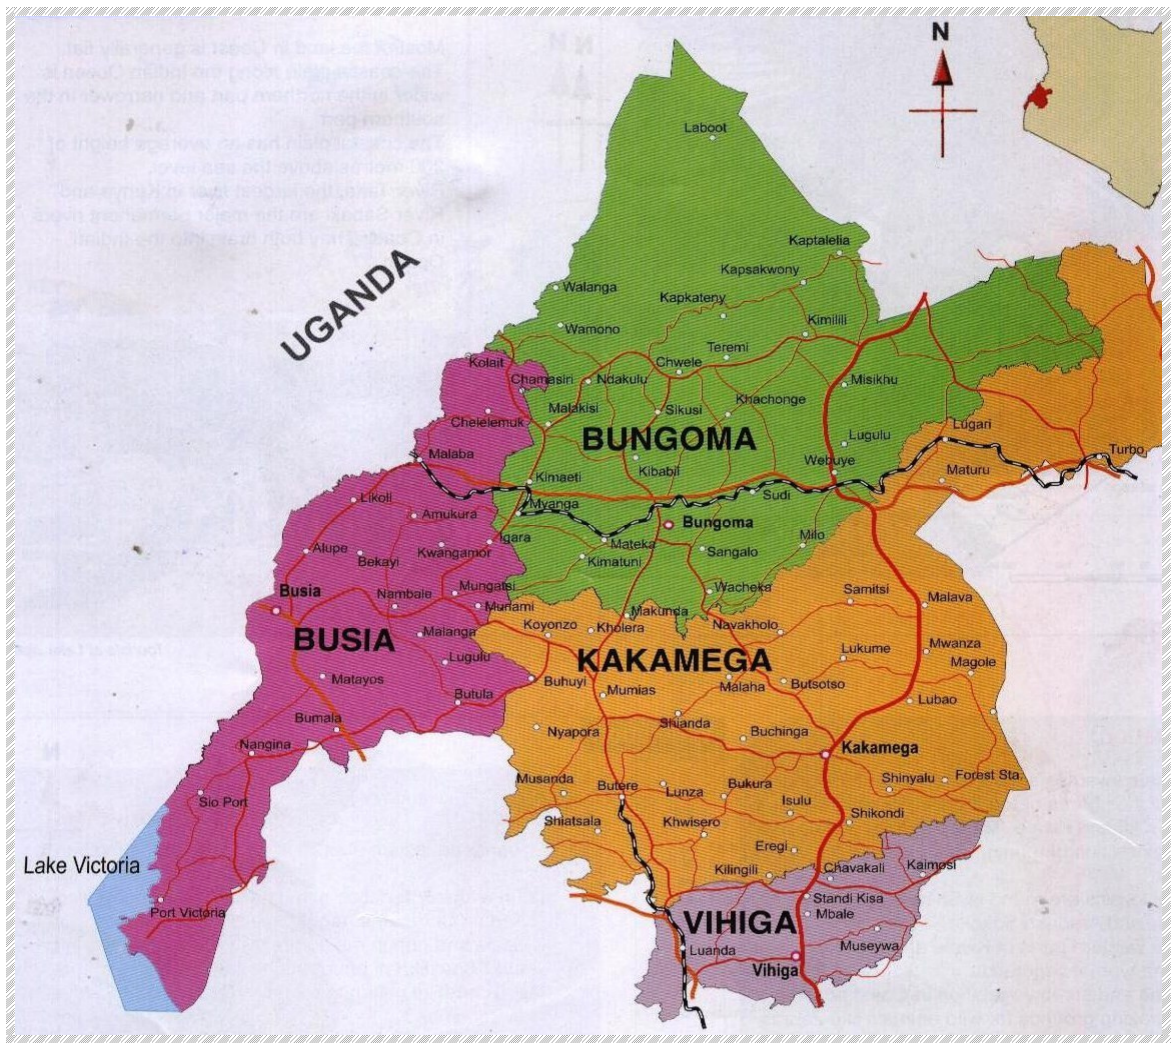 N
Laboot
UGANDA
Kaptalelia
Kapsakwony
Walanga
Kapkateny
Wamono
Kimilili
Teremi
Kolait
Chwele
Chamasiri
Ndakulu
Misikhu
Malakisi
Sikusi
Khachonge
Chelelemuk
Lugari
BUNGOMA
Lugulu
Malaba
Turbo
Webuye
Kibabii
Maturu
Kimaeti
Likoli
Sudi
Myanga
Amukura
Bungoma
Igara
Mateka
Milo
Alupe
Kwangamor
Sangalo
Bekayi
Kimatuni
Busia
Mungatsi
Wacheka
Samitsi
Nambale
Malava
Munami
Makunda
Koyonzo
Kholera
Navakholo
Malanga
BUSIA
Mwanza
Lukume
KAKAMEGA
Magole
Lugulu
Matayos
Buhuyi
Malaha
Butsotso
Butula
Mumias
Lubao
Bumala
Shianda
Nyapora
Buchinga
Nangina
Kakamega
Musanda
Butere
Bukura
Shinyalu
Forest Sta.
Lunza
Sio Port
Isulu
Shikondi
Shiatsala
Khwisero
Eregi
Lake Victoria
Kilingili
Chavakali
Kaimosi
Standi Kisa
Port Victoria
VIHIGA
Mbale
Museywa
Luanda
Vihiga